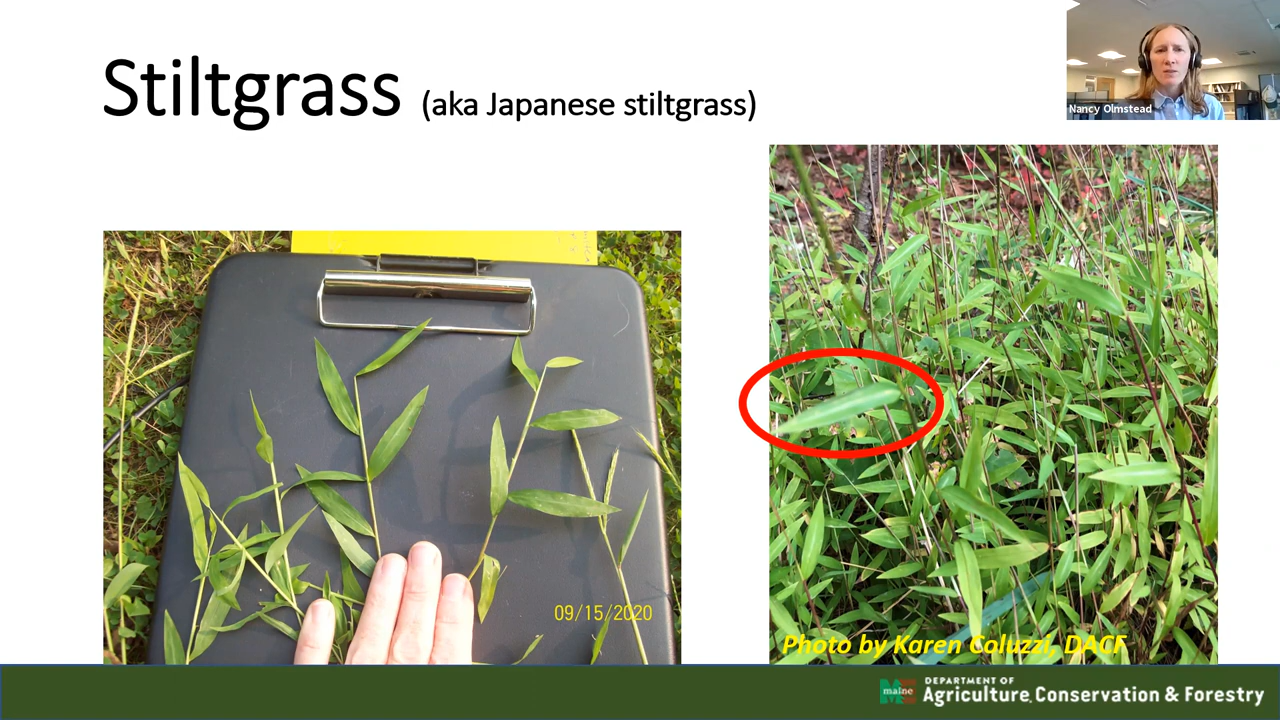 Stiltgrass (aka Japanese stiltgrass)
Nancy Olmstead
09/15/2020
Photo by Karen Coluzzi, DACF
maine
DEPARTMENT OF
Agriculture, Conservation & Forestry